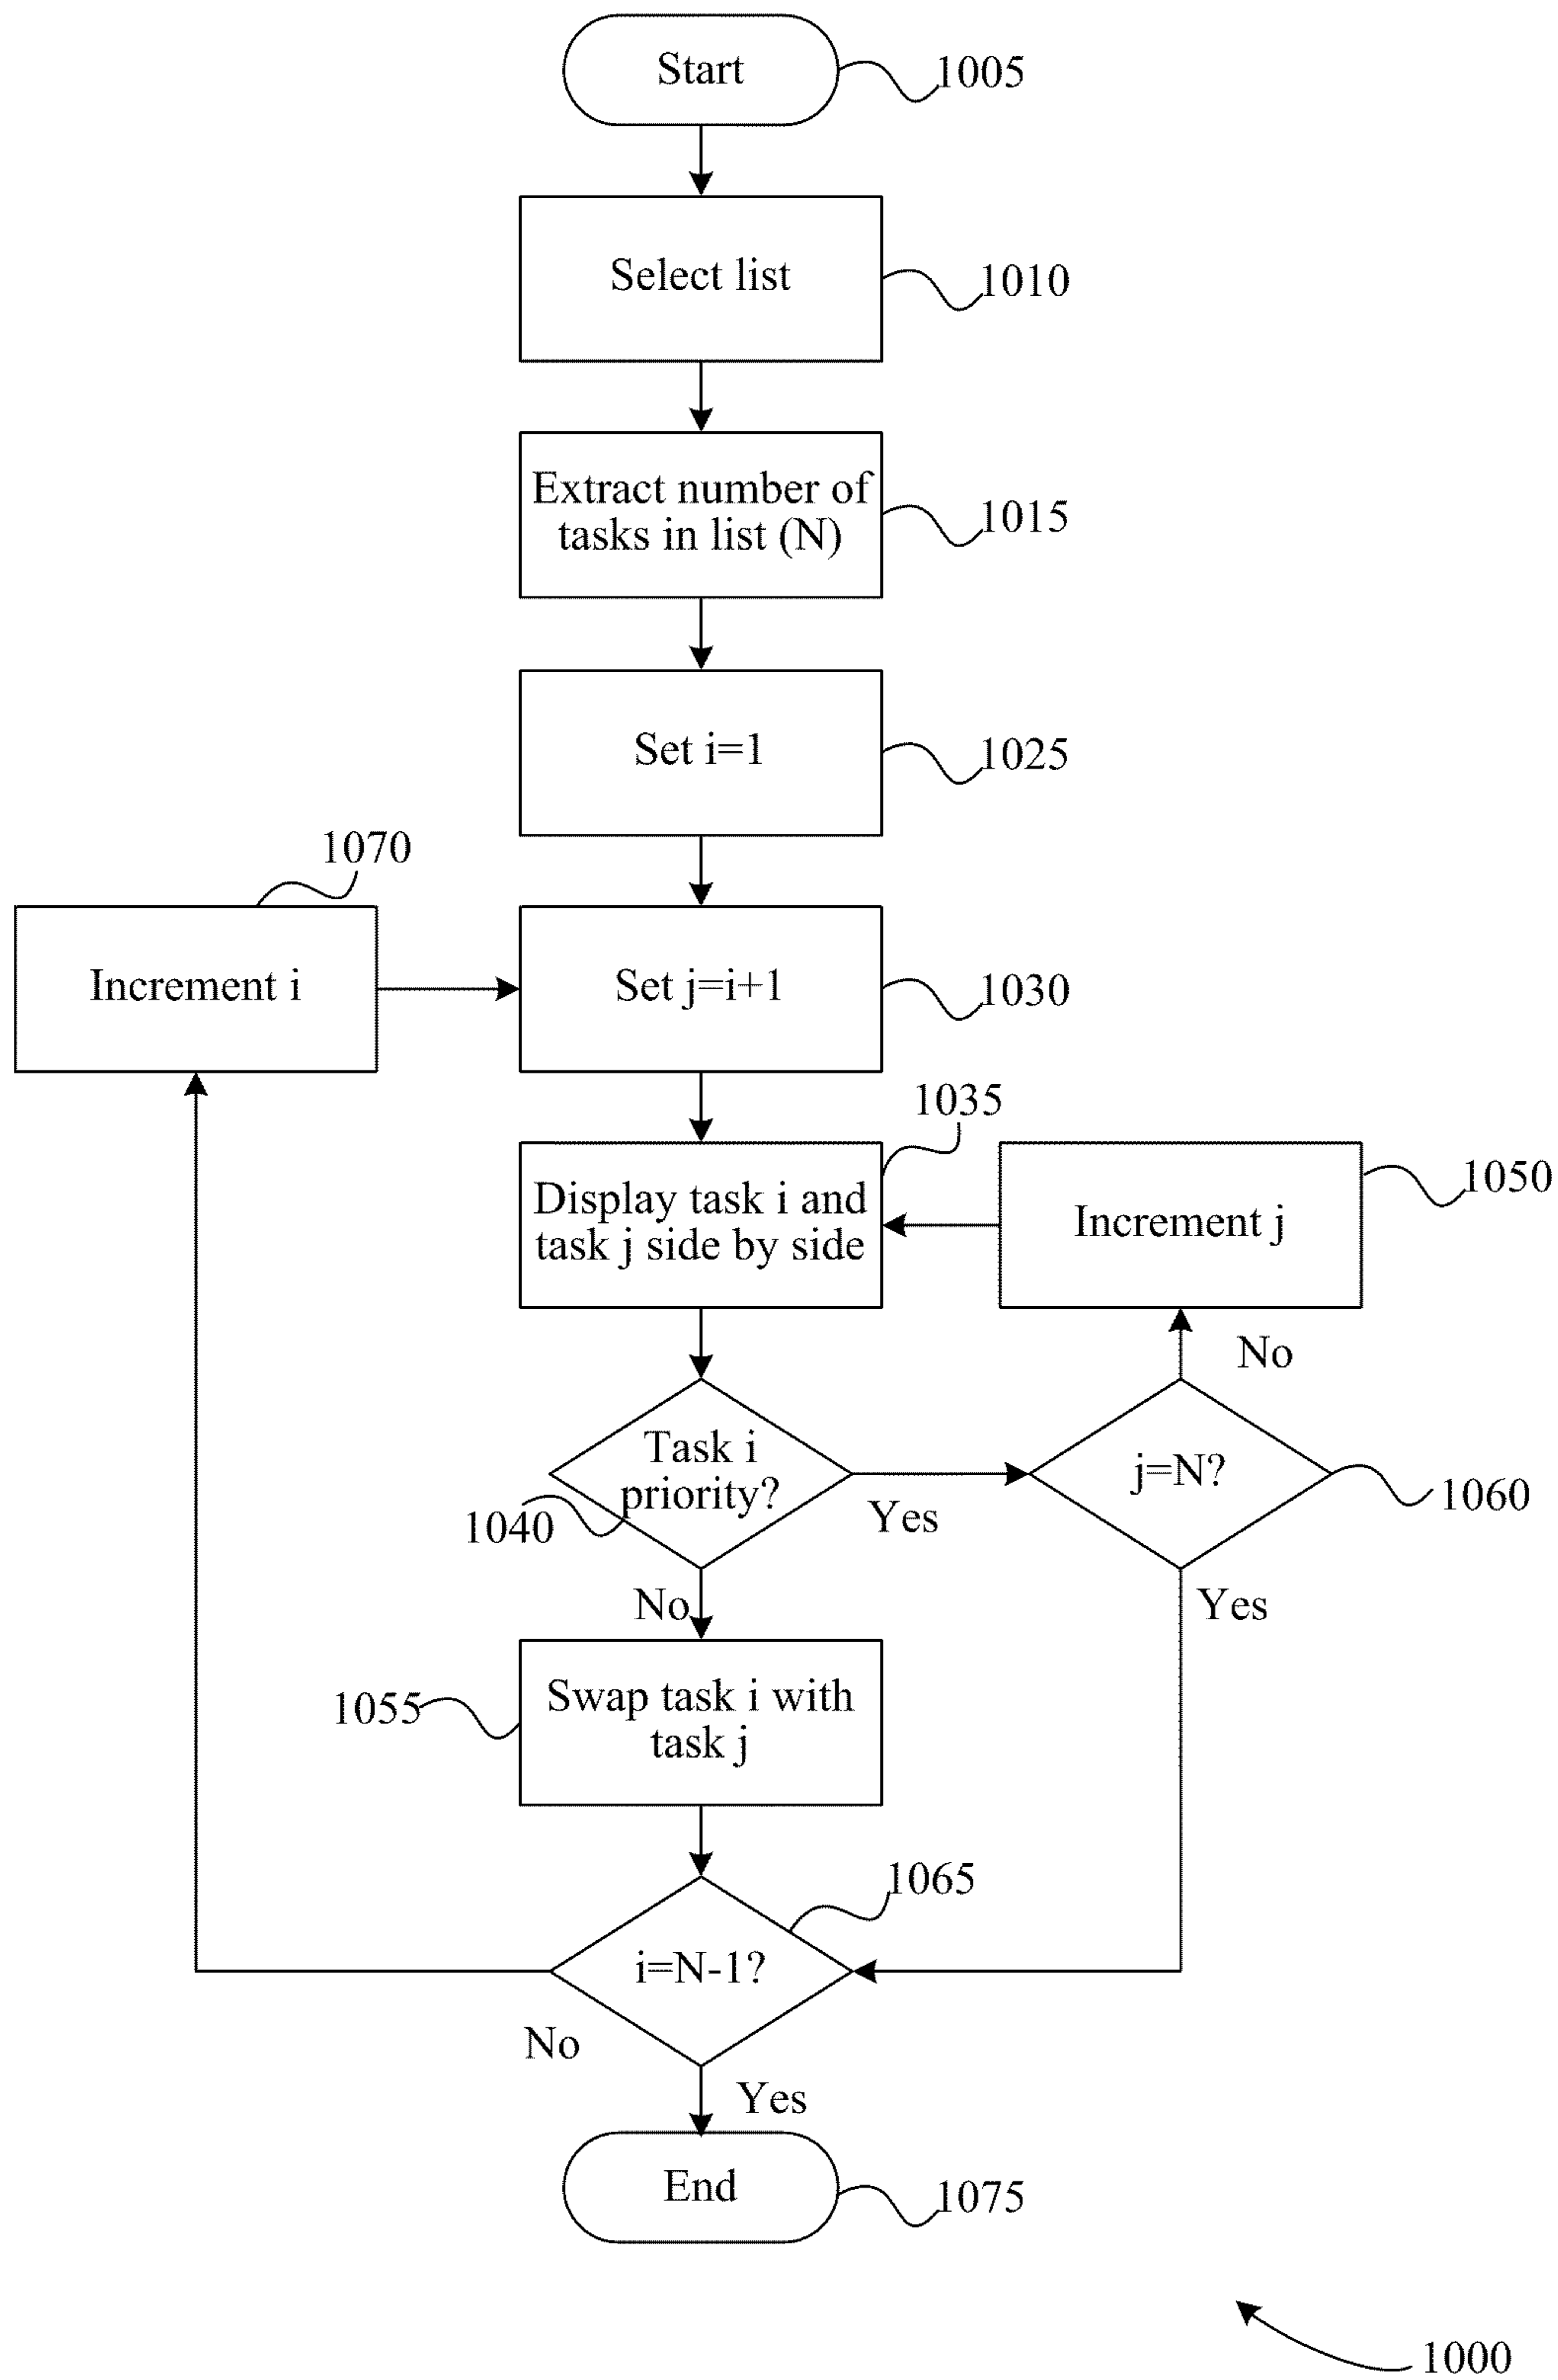 Start
1005
Select list
1010
Extract number of
tasks in list (N)
1015
Set i=1
1025
1070
Increment i
Set j=i+1
1030
1035
Display task i and
task j side by side
Increment j
1050
No
Task i
priority?
1040
Yes
j=N?
1060
No
Yes
Swap task i with
task j
1055
1065
i=N-1?
No
Yes
End
1075
1000